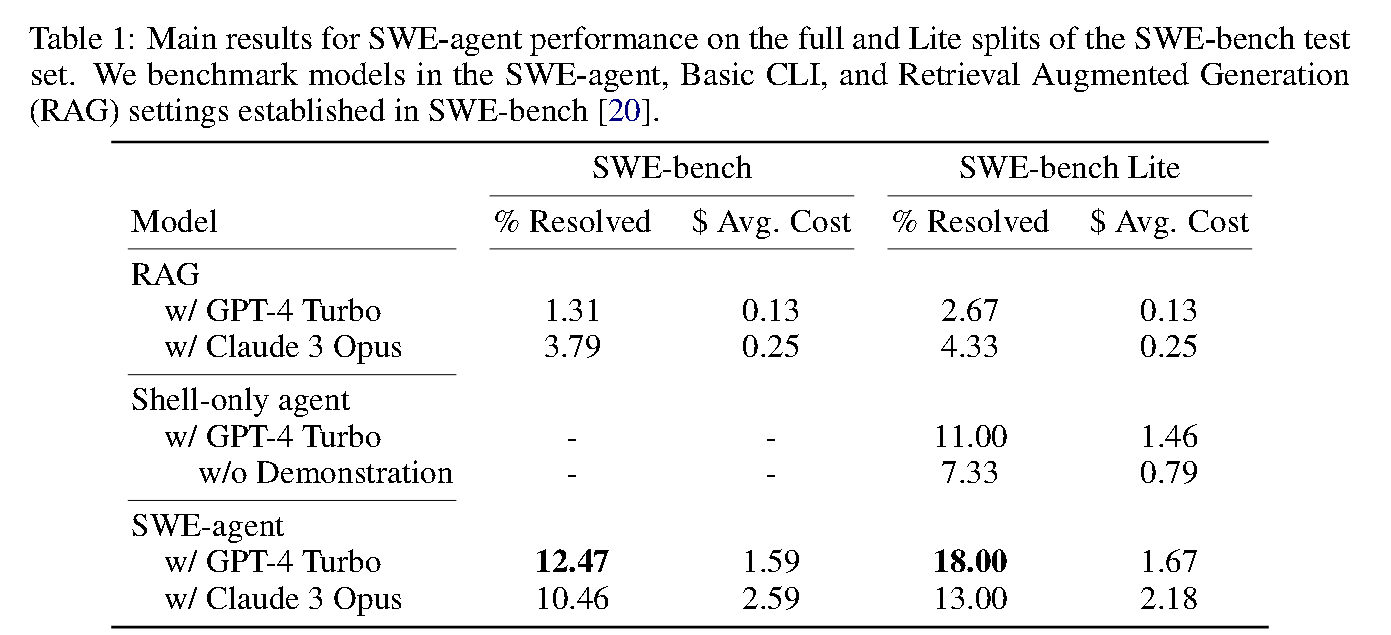 Table 1: Main results for SWE-agent performance on the full and Lite splits of the SWE-bench test
set. We benchmark models in the SWE-agent, Basic CLI, and Retrieval Augmented Generation
(RAG) settings established in SWE-bench [20].
SWE-bench SWE-bench Lite
Model % Resolved $ Avg. Cost % Resolved $ Avg. Cost
RAG
w/ GPT-4 Turbo 1.31 0.13 2.67 0.13
w/ Claude 3 Opus 3.79 0.25 4.33 0.25
Shell-only agent
w/ GPT-4 Turbo - - 11.00 1.46
w/o Demonstration - - 7.33 0.79
SWE-agent
w/ GPT-4 Turbo 12.47 1.59 18.00 1.67
w/ Claude 3 Opus 10.46 2.59 13.00 2.18